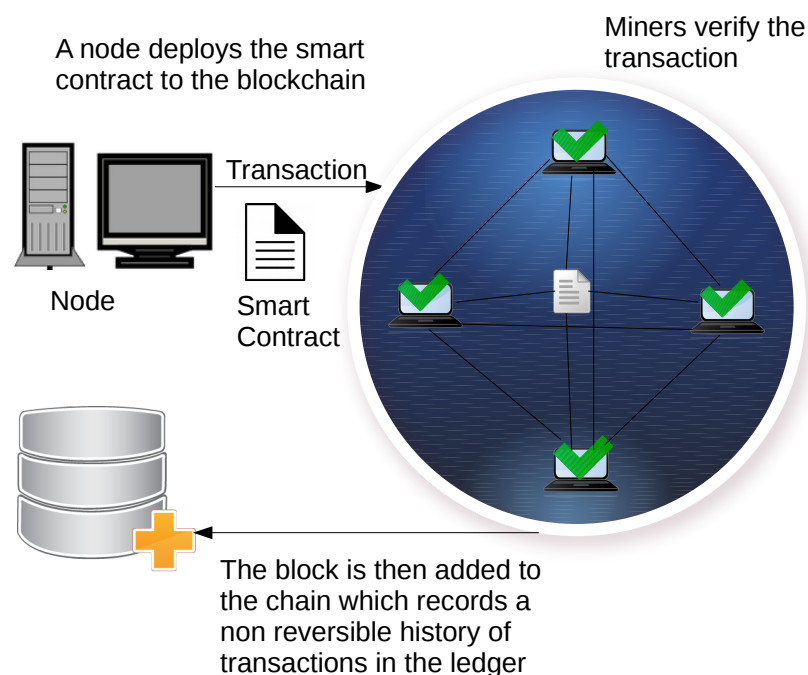 A node deploys the smart
contract to the blockchain
Miners verify the
transaction
Transaction
Node
Smart
Contract
The block is then added to
the chain which records a
non reversible history of
transactions in the ledger